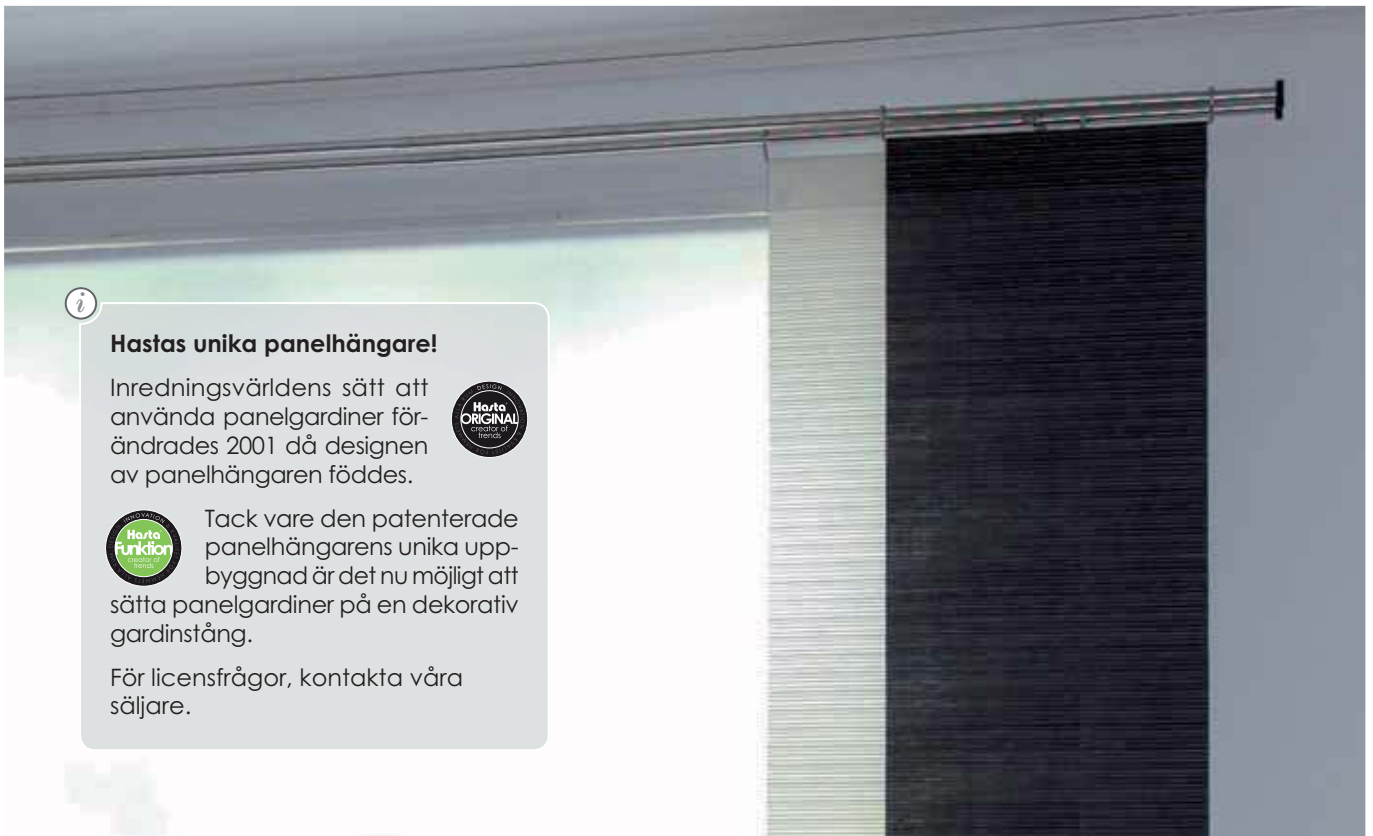 Hastas unika panelhängare!
Inredningsvärldens sätt att
använda panelgardiner för-
ändrades 2001 då designen
av panelhängaren föddes.
DESIGN
Hasta
ORIGINAL
creator of
trends
INNOVATION
Hasta
Funktion
creator of
trends
Tack vare den patenterade
panelhängarens unika upp-
byggnad är det nu möjligt att
sätta panelgardiner på en dekorativ
gardinstång.
För licensfrågor, kontakta våra
säljare.